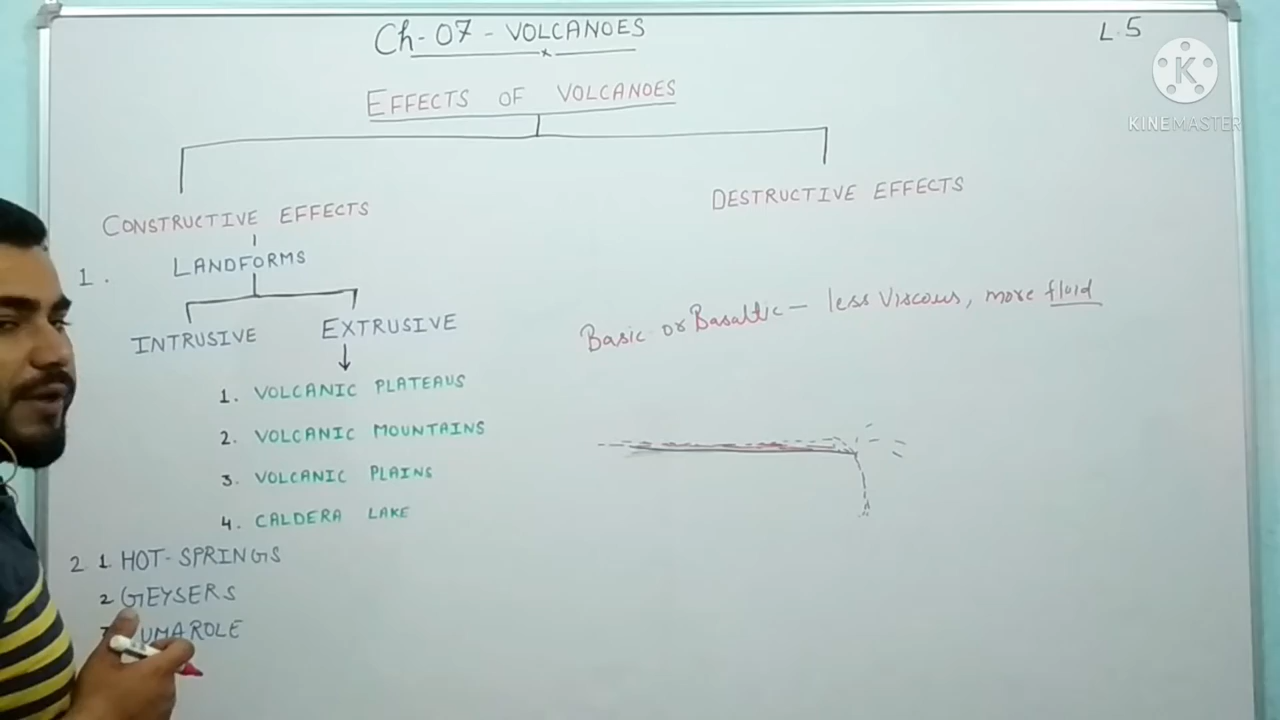 Ch-07-VOLCANOES
L.5
K
KINEMASTER
EFFECTS OF VOLCANOES
CONSTRUCTIVE EFFECTS
DESTRUCTIVE EFFECTS
1. LANDFORMS
INTRUSIVE EXTRUSIVE
Basic or Basaltic - less Viscous, more fluid
1. VOLCANIC PLATEAUS
2. VOLCANIC MOUNTAINS
3. VOLCANIC PLAINS
4. CALDERA LAKE
2 1 HOT-SPRINGS
2 GEYSERS
UMAROLE